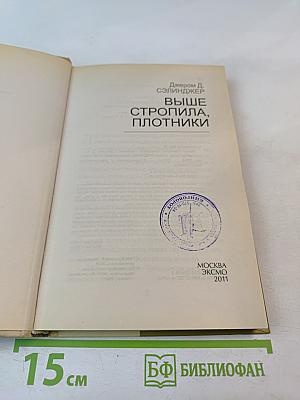 Джером Д.
СЭЛИНДЖЕР
ВЫШЕ
СТРОПИЛА,
ПЛОТНИКИ
МОСКВА
ЭКСМО
2011
15 см
БФ БИБЛИОФАН